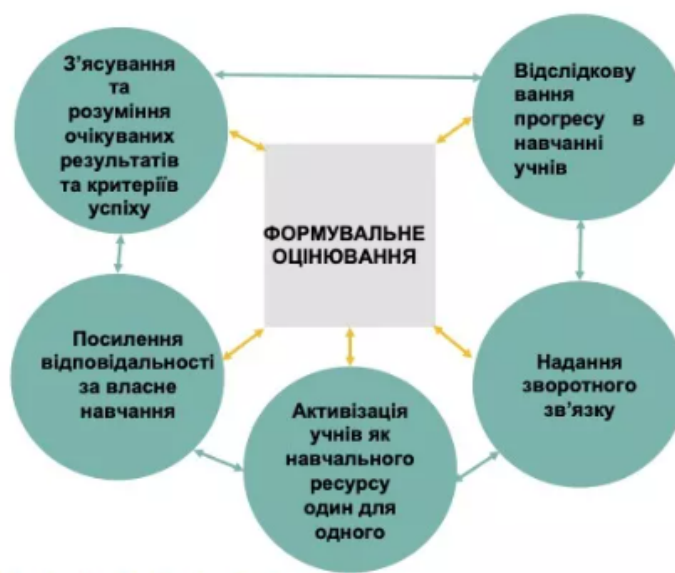 З’ясування
та
розуміння
очікуваних
результатів
та критеріїв
успіху
Відслідкову
вання
прогресу в
навчанні
учнів
ФОРМУВАЛЬНЕ
ОЦІНЮВАННЯ
Посилення
відповідальності
за власне
навчання
Активізація
учнів як
навчального
ресурсу
один для
одного
Надання
зворотного
зв’язку